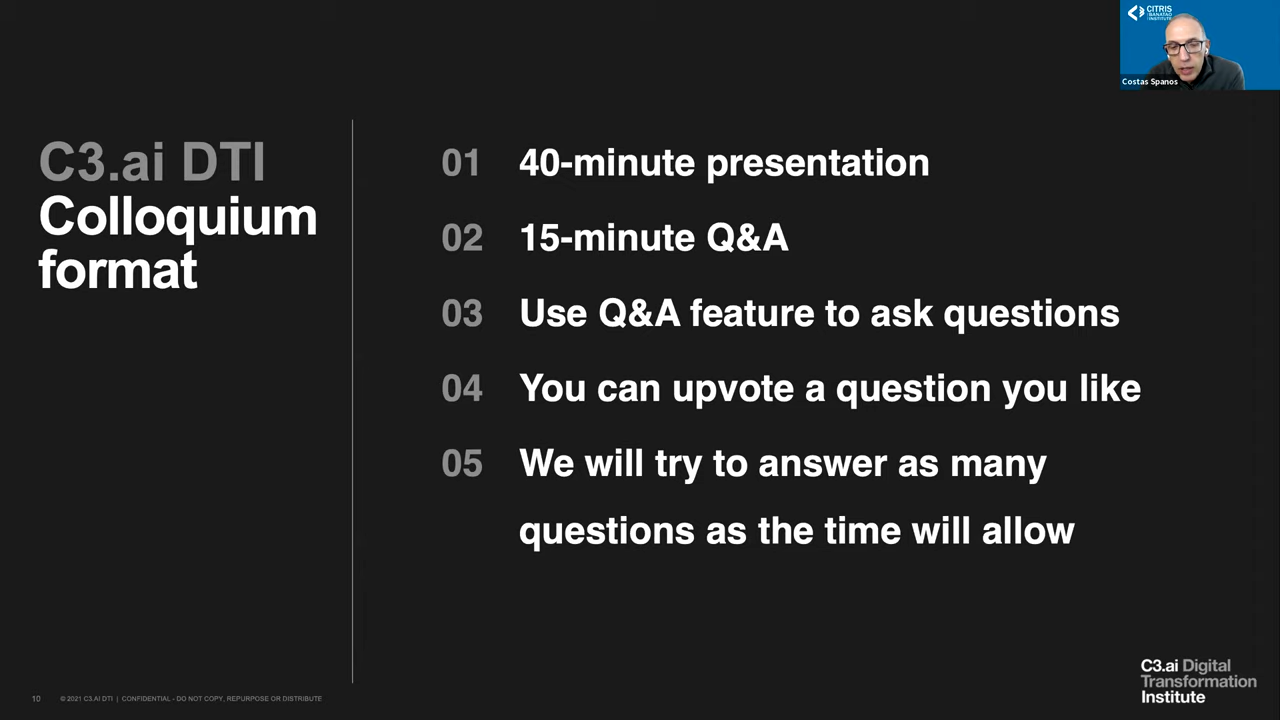 CITRIS
BANATAO
INSTITUTE
Costas Spanos
C3.ai DTI
Colloquium
format
01 40-minute presentation
02 15-minute Q&A
03 Use Q&A feature to ask questions
04 You can upvote a question you like
05 We will try to answer as many
questions as the time will allow
10 © 2021 C3.AI DTI | CONFIDENTIAL - DO NOT COPY, REPURPOSE OR DISTRIBUTE
C3.ai Digital
Transformation
Institute